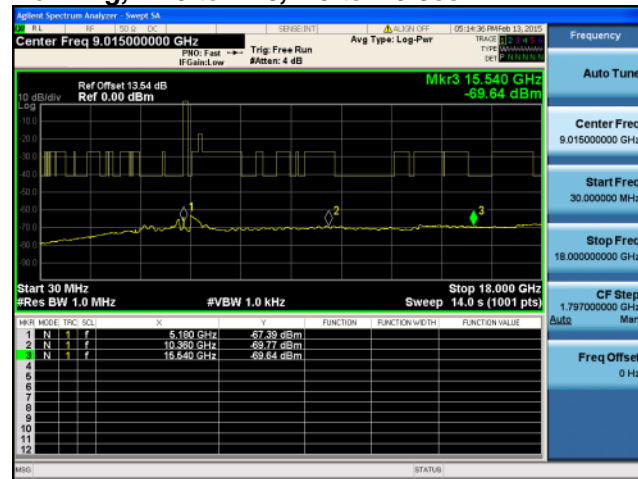 Agilent Spectrum Analyzer - Swept SA
RL RF 50 Ω DC SENSE:INT ALIGN OFF 05:14:36 PM Feb 13, 2015
Center Freq 9.015000000 GHz
PNO: Fast
IFGain:Low
Trig: Free Run
#Atten: 4 dB
Avg Type: Log-Pwr
TRACE 1 2 3 4 5 6
TYPE
DET P N N N N N
Ref Offset 13.54 dB
10 dB/div Ref 0.00 dBm
Log
Mkr3 15.540 GHz
-69.64 dBm
-10.0
-20.0
-30.0
-50.0
-60.0
-70.0
-80.0
-90.0
1
2
3
Start 30 MHz
Stop 18.000 GHz
#Res BW 1.0 MHz #VBW 1.0 kHz Sweep 14.0 s (1001 pts)
MKR MODE TRC SCL X Y FUNCTION FUNCTION WIDTH FUNCTION VALUE
1 N 1 f 5.160 GHz -67.39 dBm
2 N 1 f 10.360 GHz -69.77 dBm
3 N 1 f 15.540 GHz -69.64 dBm
4
5
6
7
8
9
10
11
12
MSG STATUS
Frequency
Auto Tune
Center Freq
9.015000000 GHz
Start Freq
30.000000 MHz
Stop Freq
18.000000000 GHz
CF Step
1.797000000 GHz
Auto Man
Freq Offset
0 Hz